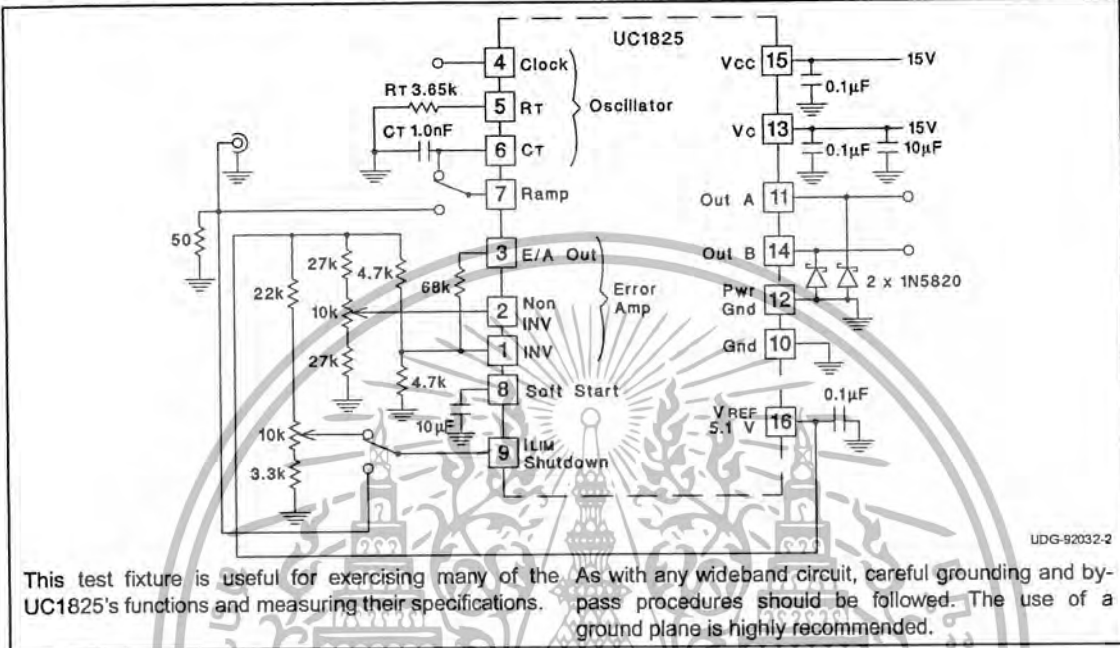 UC1825
4 Clock
RT 3.65k
5 RT
Oscillator
CT 1.0nF
6 CT
7 Ramp
50
3 E/A Out
27k
4.7k
68k
22k
Error
Amp
2 Non
INV
10k
1 INV
27k
4.7k
8 Soft Start
10µF
10k
9 ILIM
Shutdown
3.3k
Vcc 15
15V
0.1µF
Vc 13
15V
0.1µF
10µF
Out A 11
Out B 14
2 x 1N5820
Pwr
Gnd 12
Gnd 10
0.1µF
VREF
5.1 V 16
UDG-92032-2
This test fixture is useful for exercising many of the
UC1825's functions and measuring their specifications.
As with any wideband circuit, careful grounding and by-
pass procedures should be followed. The use of a
ground plane is highly recommended.